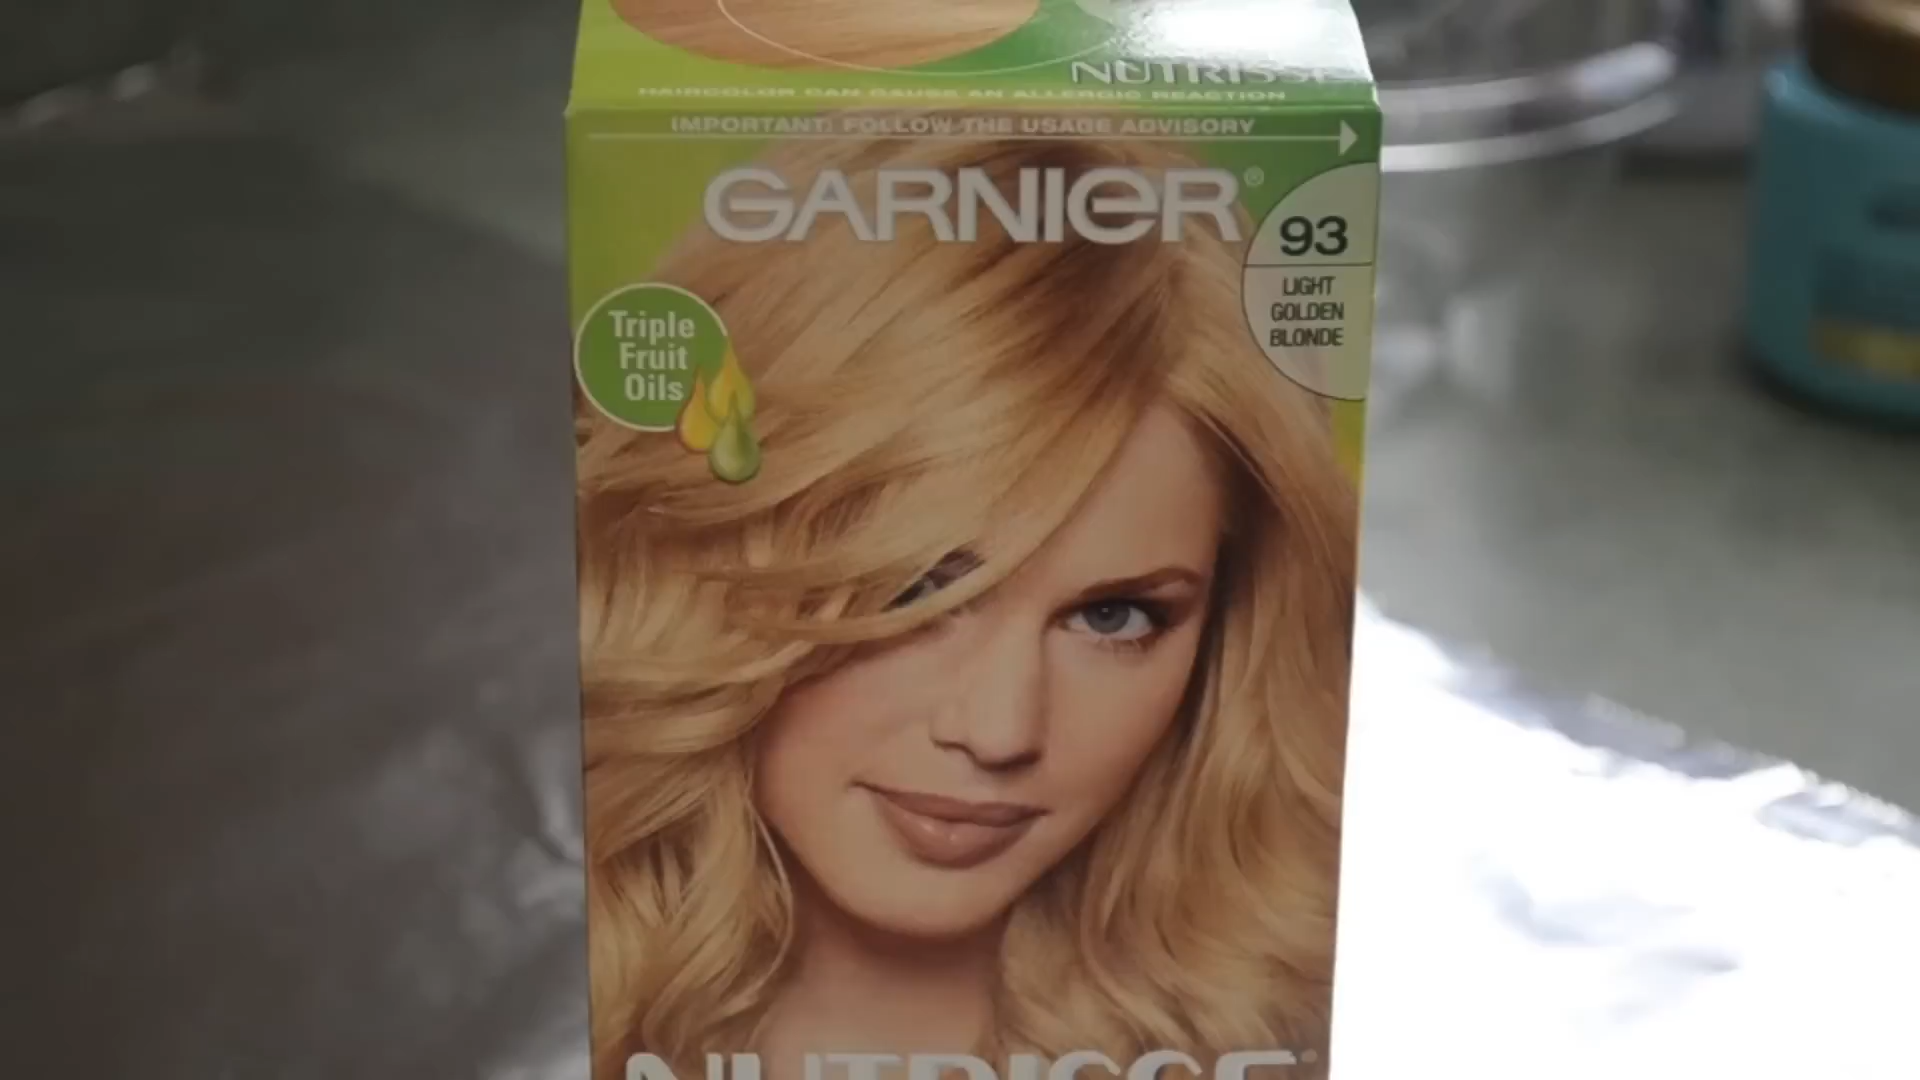 NUTRISSE
HAIRCOLOR CAN CAUSE AN ALLERGIC REACTION
(IMPORTANT) FOLLOW THE USAGE ADVISORY
GARNIER®
93
LIGHT
GOLDEN
BLONDE
Triple
Fruit
Oils
NUTRISSE®